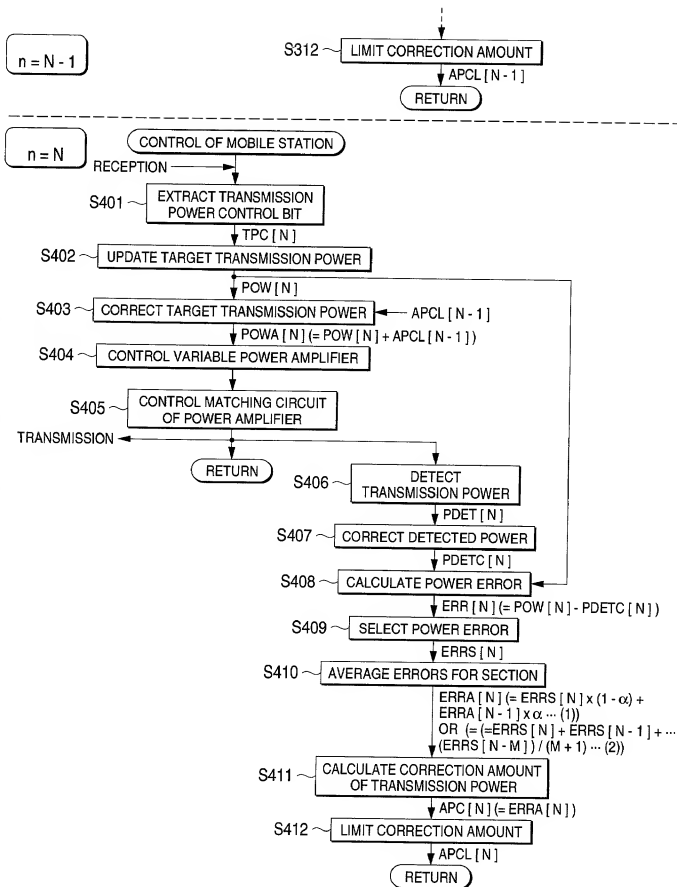 n = N - 1
S312
LIMIT CORRECTION AMOUNT
APCL [ N - 1 ]
RETURN
n = N
CONTROL OF MOBILE STATION
RECEPTION
S401
EXTRACT TRANSMISSION
POWER CONTROL BIT
TPC [ N ]
S402
UPDATE TARGET TRANSMISSION POWER
POW [ N ]
S403
CORRECT TARGET TRANSMISSION POWER
APCL [ N - 1 ]
POWA [ N ] (= POW [ N ] + APCL [ N - 1 ] )
S404
CONTROL VARIABLE POWER AMPLIFIER
S405
CONTROL MATCHING CIRCUIT
OF POWER AMPLIFIER
TRANSMISSION
RETURN
S406
DETECT
TRANSMISSION POWER
PDET [ N ]
S407
CORRECT DETECTED POWER
PDETC [ N ]
S408
CALCULATE POWER ERROR
ERR [ N ] (= POW [ N ] - PDETC [ N ] )
S409
SELECT POWER ERROR
ERRS [ N ]
S410
AVERAGE ERRORS FOR SECTION
ERRA [ N ] (= ERRS [ N ] x (1 - α) +
ERRA [ N - 1 ] x α ··· (1))
OR (= (=ERRS [ N ] + ERRS [ N - 1 ] + ···
(ERRS [ N - M ] ) / (M + 1) ··· (2))
S411
CALCULATE CORRECTION AMOUNT
OF TRANSMISSION POWER
APC [ N ] (= ERRA [ N ] )
S412
LIMIT CORRECTION AMOUNT
APCL [ N ]
RETURN